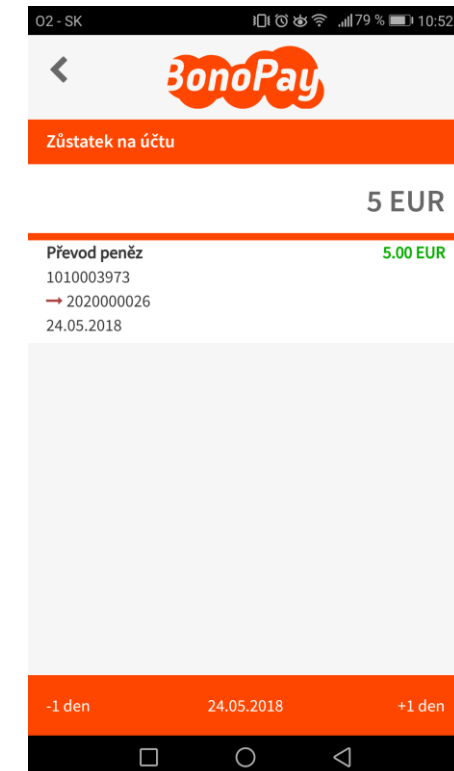 O2 - SK 79 % 10:52
BonoPay
Zůstatek na účtu
5 EUR
Převod peněz 5.00 EUR
1010003973
→ 2020000026
24.05.2018
-1 den 24.05.2018 +1 den